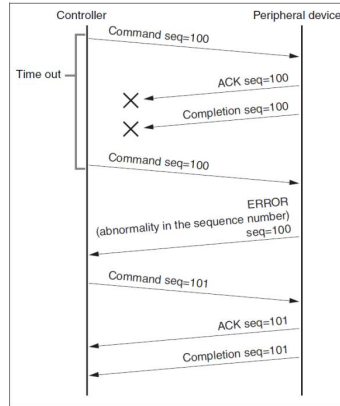 Controller
Peripheral device
Command seq=100
Time out
ACK seq=100
Completion seq=100
Command seq=100
ERROR
(abnormality in the sequence number)
seq=100
Command seq=101
ACK seq=101
Completion seq=101